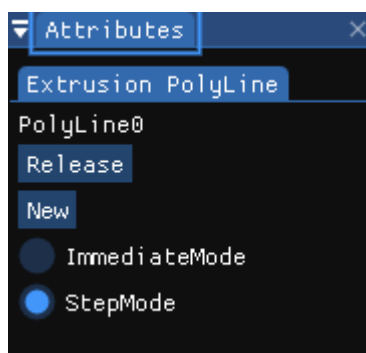 Attributes
Extrusion PolyLine
PolyLine0
Release
New
ImmediateMode
StepMode